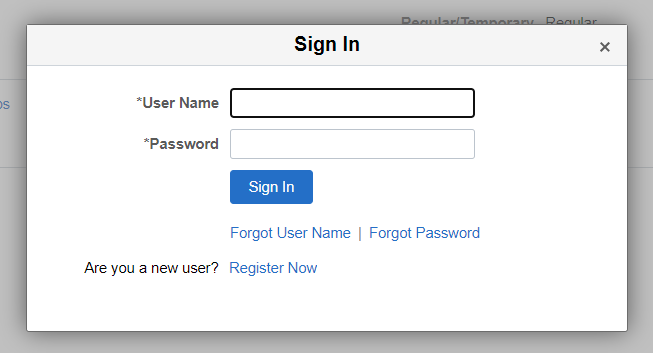 Regular/Temporary Regular
Sign In ×
*User Name
*Password
Sign In
Forgot User Name | Forgot Password
Are you a new user? Register Now